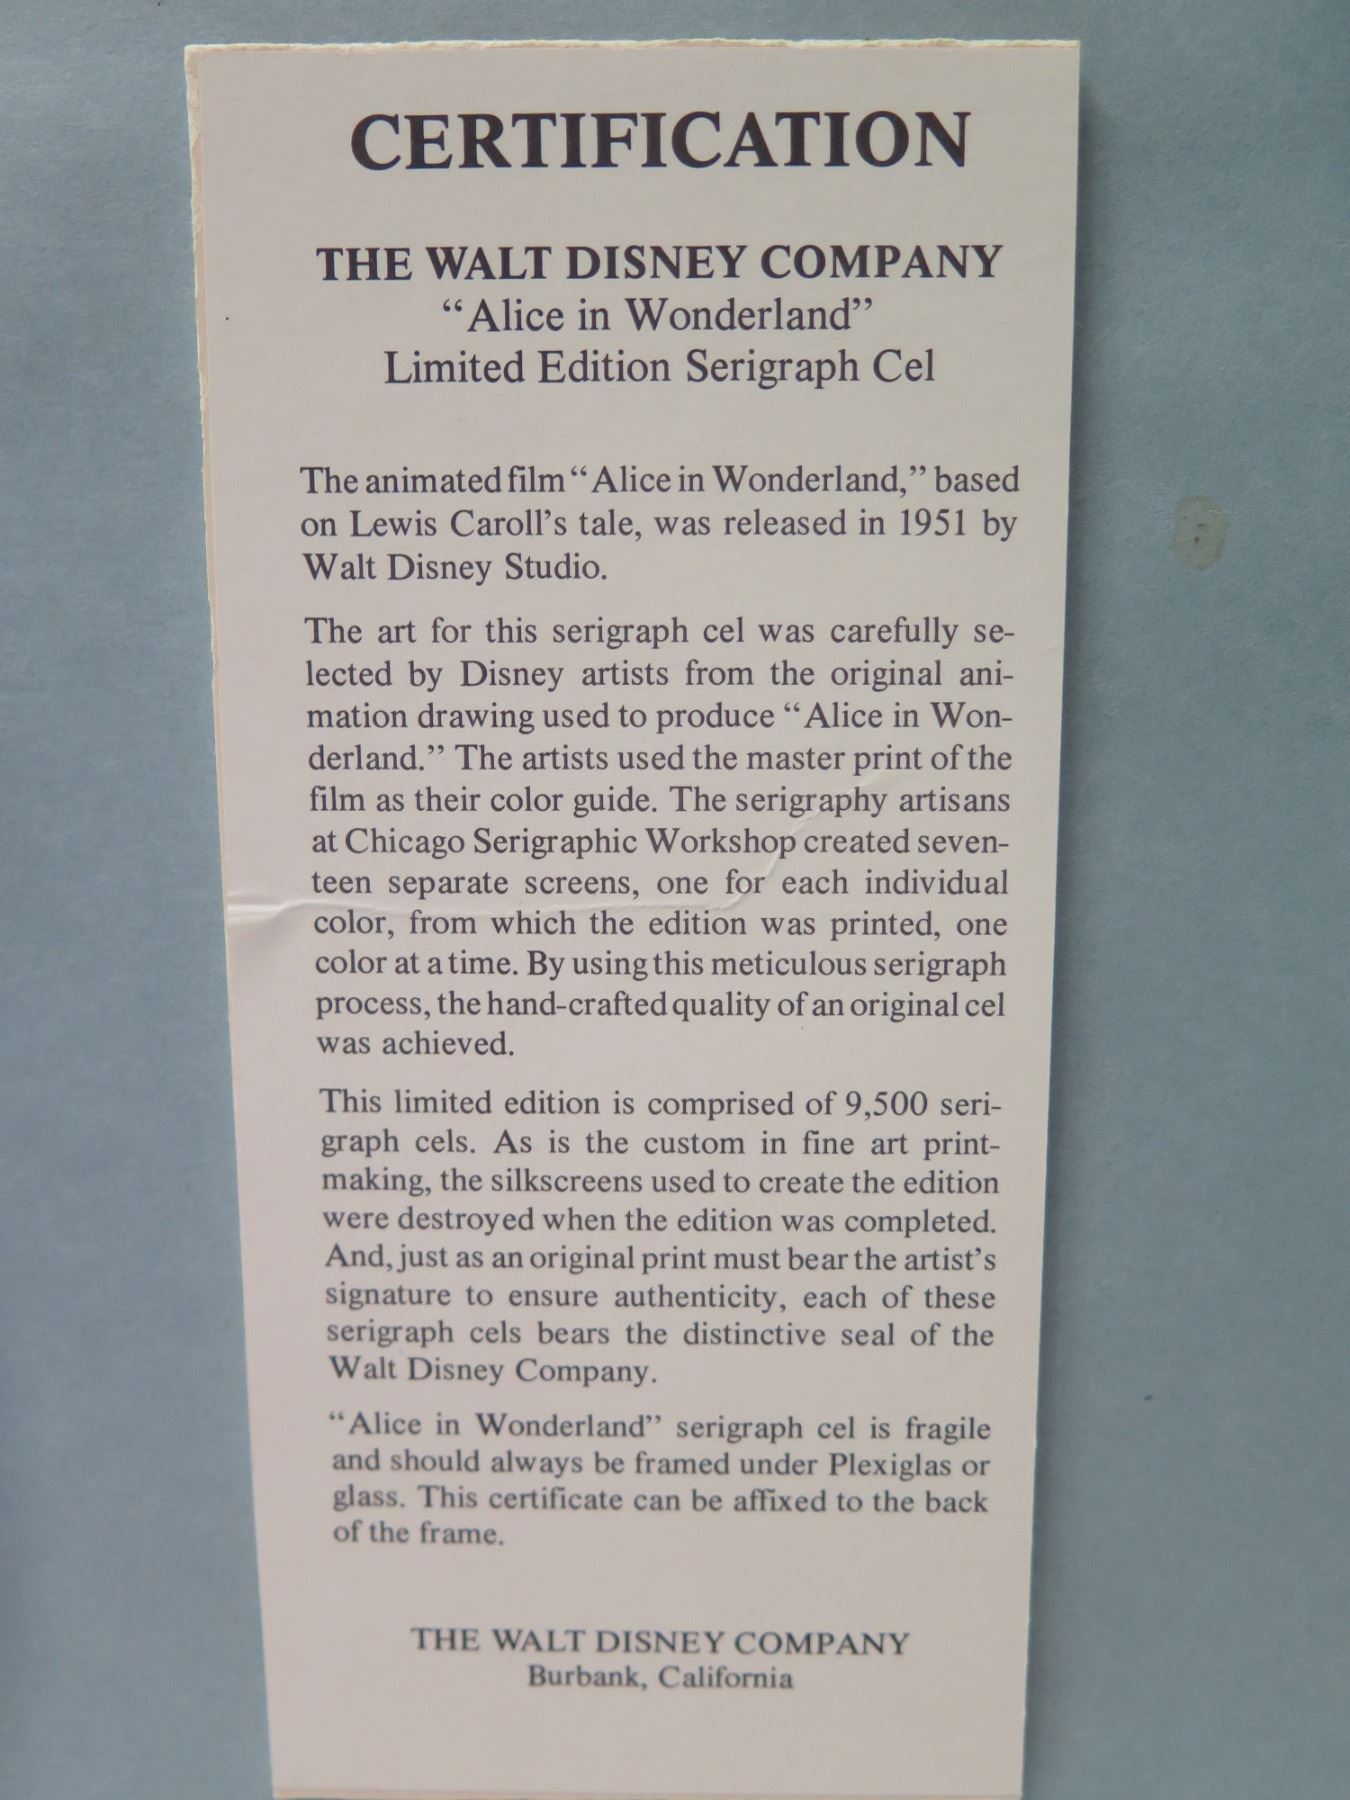 CERTIFICATION
THE WALT DISNEY COMPANY
“Alice in Wonderland”
Limited Edition Serigraph Cel
The animated film “Alice in Wonderland,” based
on Lewis Caroll’s tale, was released in 1951 by
Walt Disney Studio.
The art for this serigraph cel was carefully se-
lected by Disney artists from the original ani-
mation drawing used to produce “Alice in Won-
derland.” The artists used the master print of the
film as their color guide. The serigraphy artisans
at Chicago Serigraphic Workshop created seven-
teen separate screens, one for each individual
color, from which the edition was printed, one
color at a time. By using this meticulous serigraph
process, the hand-crafted quality of an original cel
was achieved.
This limited edition is comprised of 9,500 seri-
graph cels. As is the custom in fine art print-
making, the silkscreens used to create the edition
were destroyed when the edition was completed.
And, just as an original print must bear the artist’s
signature to ensure authenticity, each of these
serigraph cels bears the distinctive seal of the
Walt Disney Company.
“Alice in Wonderland” serigraph cel is fragile
and should always be framed under Plexiglas or
glass. This certificate can be affixed to the back
of the frame.
THE WALT DISNEY COMPANY
Burbank, California